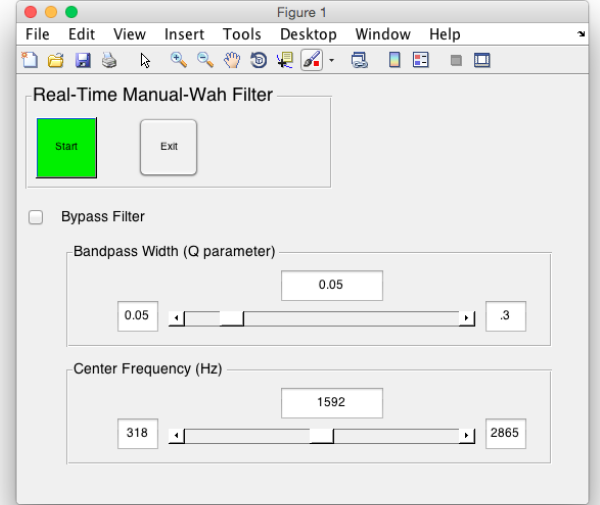 Figure 1
File Edit View Insert Tools Desktop Window Help
Real-Time Manual-Wah Filter
Start Exit
Bypass Filter
Bandpass Width (Q parameter)
0.05
0.05 .3
Center Frequency (Hz)
1592
318 2865